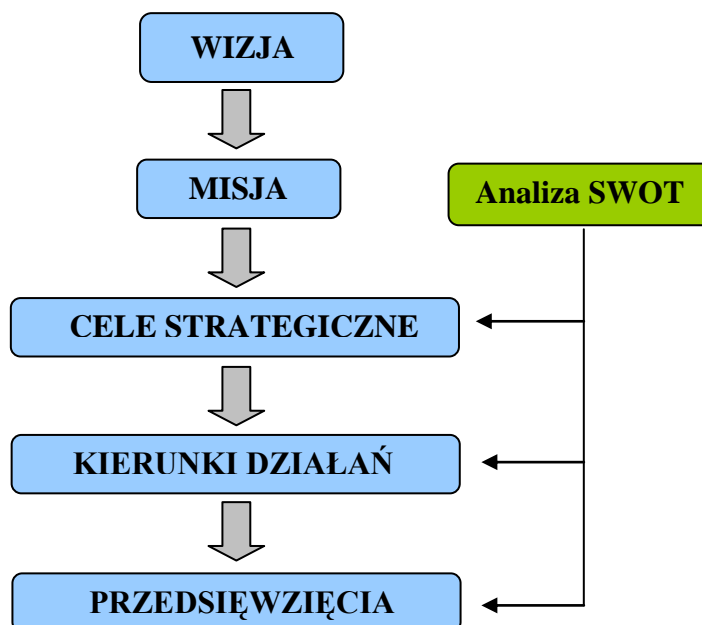 WIZJA
MISJA
Analiza SWOT
CELE STRATEGICZNE
KIERUNKI DZIAŁAŃ
PRZEDSIĘWZIĘCIA